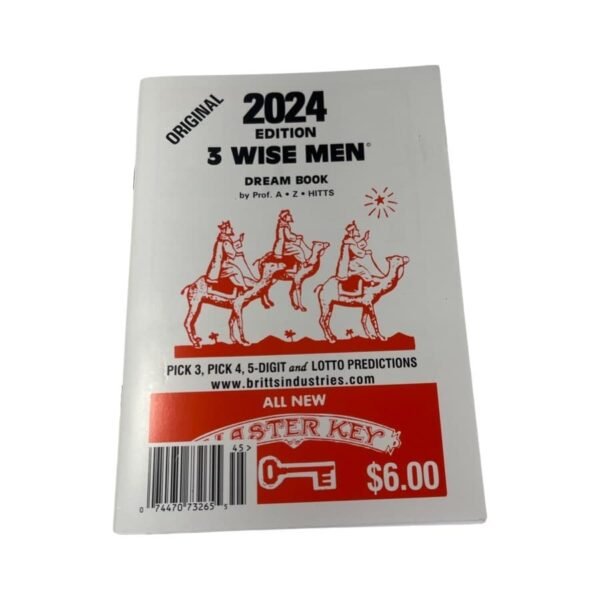 ORIGINAL
2024
EDITION
3 WISE MEN®
DREAM BOOK
by Prof. A • Z • HITTS
PICK 3, PICK 4, 5-DIGIT and LOTTO PREDICTIONS
www.brittsindustries.com
ALL NEW
MASTER KEY
45>
$6.00
0 74470 73265 5